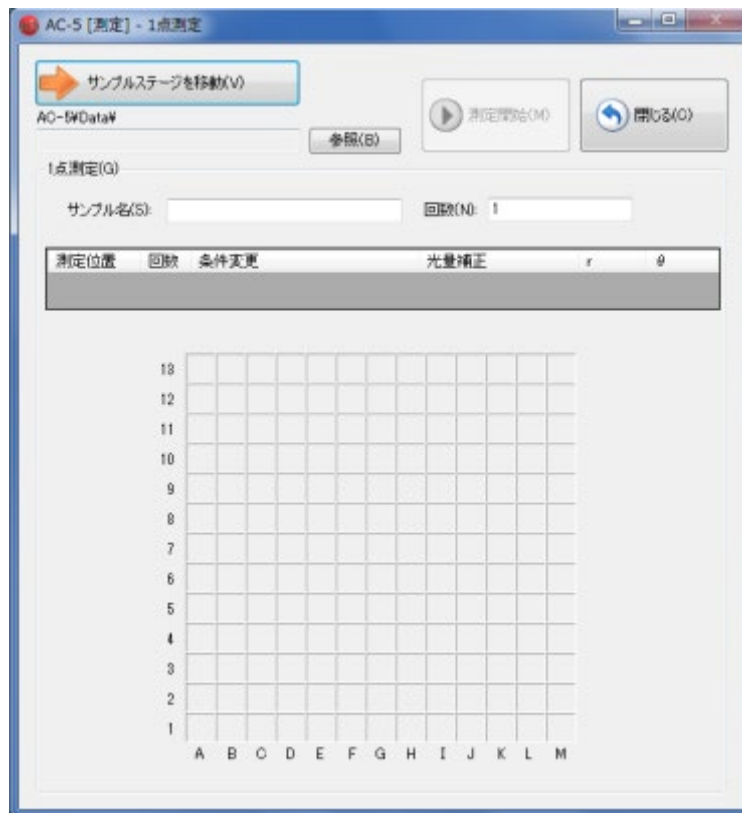 AC-5 [測定] - 1点測定
サンプルステージを移動(V)
AC-5¥Data¥
参照(B)
測定開始(M)
閉じる(C)
1点測定(G)
サンプル名(S):
回数(N): 1
測定位置 回数 条件変更 光量補正 r θ
13
12
11
10
9
8
7
6
5
4
3
2
1
A B C D E F G H I J K L M